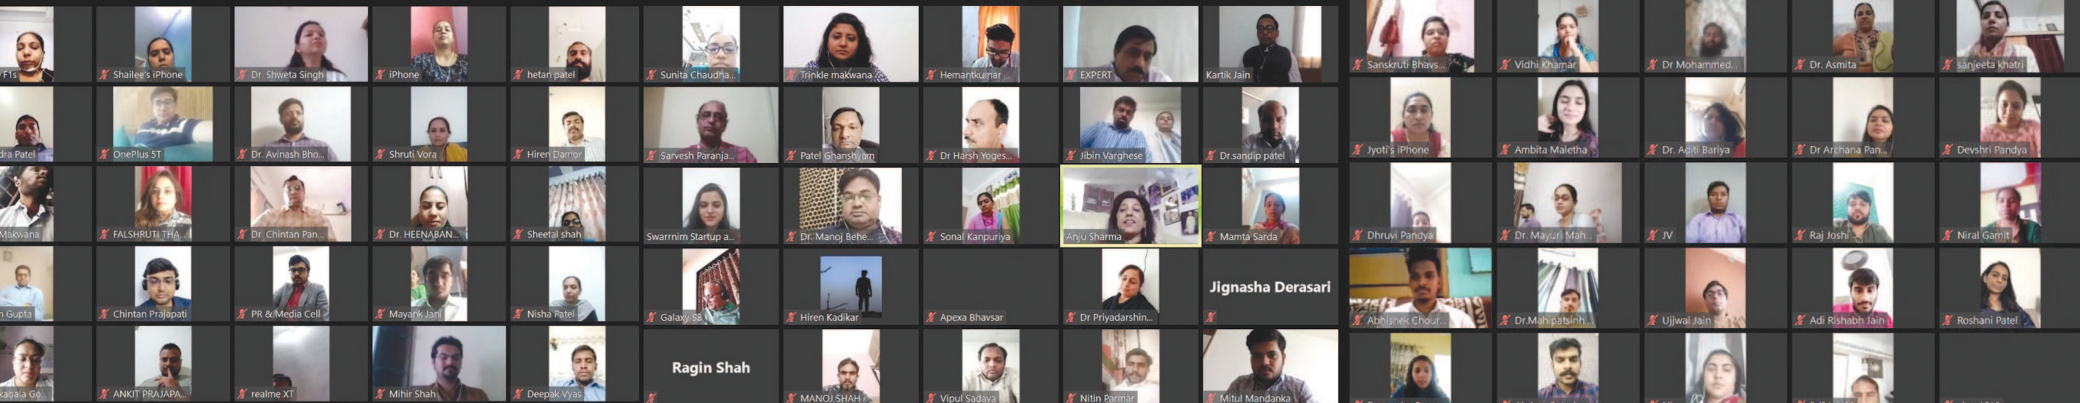 F1s
Shailee's iPhone
Dr. Shweta Singh
iPhone
hetan patel
Sunita Chaudha...
Trinkle makwana
Hemantkumar
EXPERT
Kartik Jain
Sanskruti Bhavs...
Vidhi Khamar
Dr Mohammed...
Dr. Asmita
sanjeeta khatri
dra Patel
OnePlus 5T
Dr. Avinash Bho...
Shruti Vora
Hiren Damor
Sarvesh Paranja...
Patel Ghanshyam
Dr Harsh Yoges...
Jibin Varghese
Dr.sandip patel
Jyoti's iPhone
Ambita Maletha
Dr. Aditi Bariya
Dr Archana Pan...
Devshri Pandya
Makwana
FALSHRUTI THA...
Dr. Chintan Pan...
Dr. HEENABAN...
Sheetal shah
Swarrnim Startup a...
Dr. Manoj Behe...
Sonal Kanpuriya
Anju Sharma
Mamta Sarda
Dhruvi Pandya
Dr. Mayuri Mah...
JV
Raj Joshi
Niral Gamit
n Gupta
Chintan Prajapati
PR & Media Cell
Mayank Jani
Nisha Patel
Galaxy S8
Hiren Kadikar
Apexa Bhavsar
Dr Priyadarshin...
Jignasha Derasari
Abhishek Chour...
Dr.Mahipatsinh...
Ujjwal Jain
Adi Rishabh Jain
Roshani Patel
kapala Go...
ANKIT PRAJAPA...
realme XT
Mihir Shah
Deepak Vyas
Ragin Shah
MANOJ SHAH
Vipul Sadava
Nitin Parmar
Mitul Mandanka